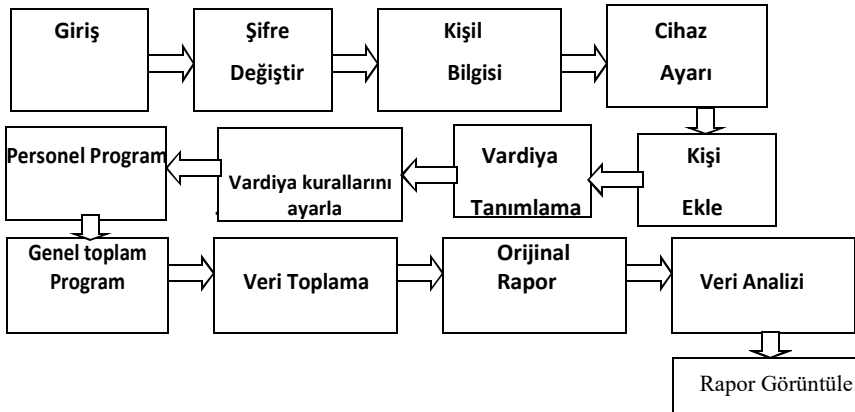 Giriş
Şifre
Değiştir
Kişil
Bilgisi
Cihaz
Ayarı
Kişi
Ekle
Vardiya
Tanımlama
Vardiya kurallarını
ayarla
Personel Program
Genel toplam
Program
Veri Toplama
Orijinal
Rapor
Veri Analizi
Rapor Görüntüle